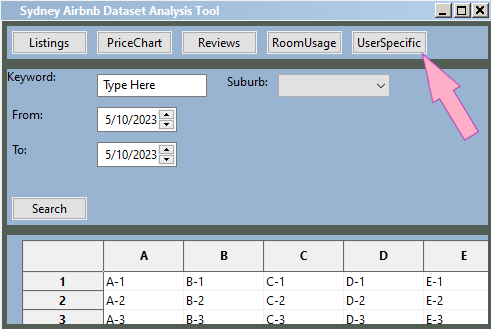 Sydney Airbnb Dataset Analysis Tool
Listings PriceChart Reviews RoomUsage UserSpecific
Keyword: Type Here Suburb:
From: 5/10/2023
To: 5/10/2023
Search
A B C D E
1 A-1 B-1 C-1 D-1 E-1
2 A-2 B-2 C-2 D-2 E-2
3 A-3 B-3 C-3 D-3 E-3